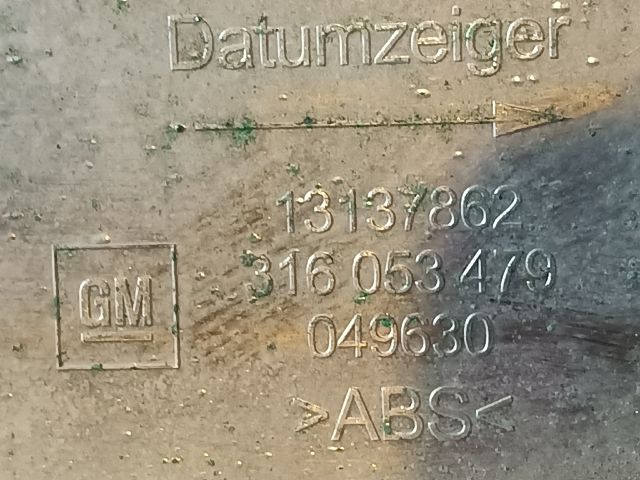 Datumzeiger
13137862
316 053 479
GM
049630
>ABS<